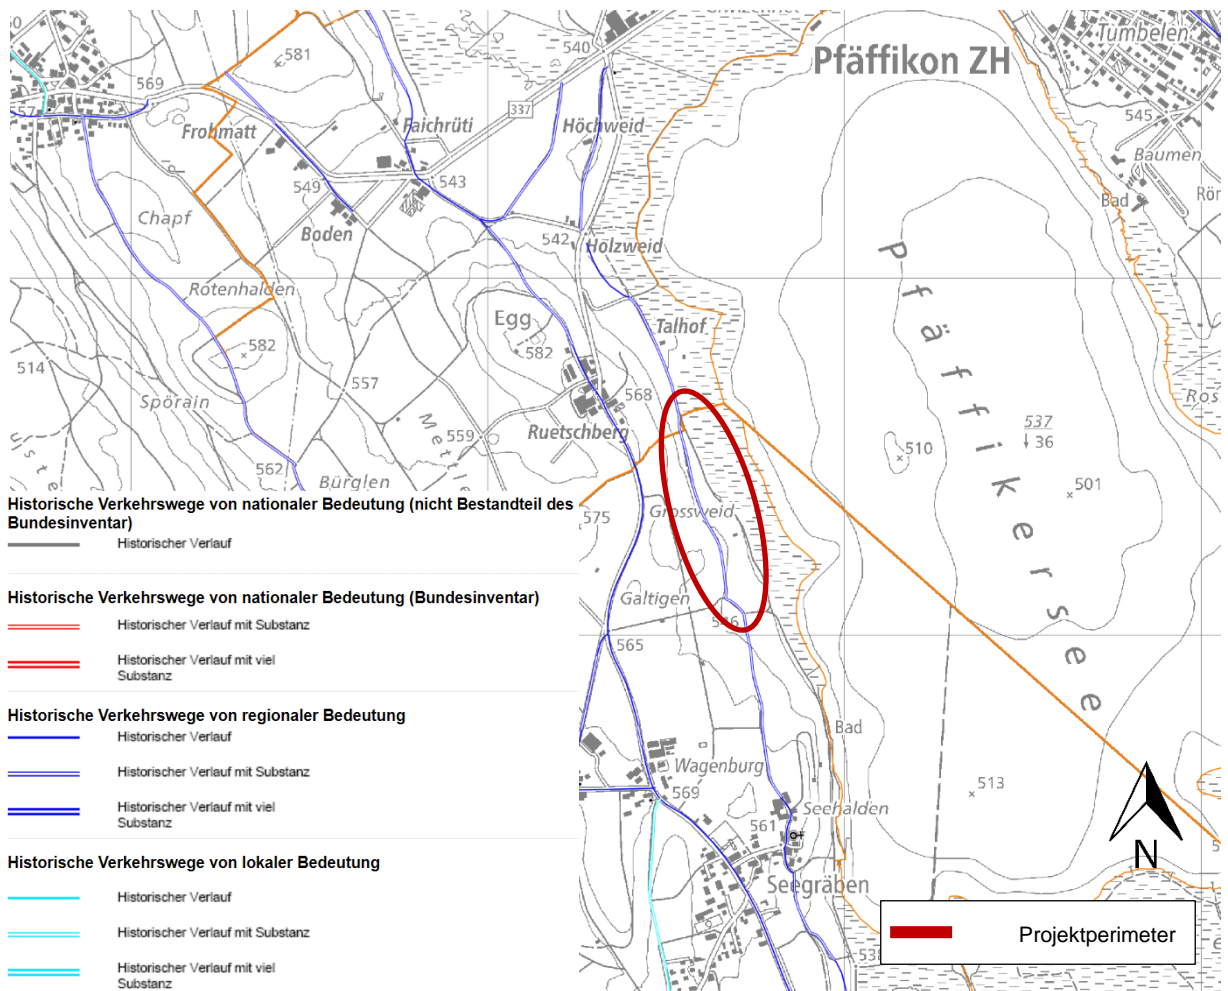 540
581
569
557
337
Pfäffikon ZH
Tumbelen
545
Baumen
Bad
Frohmatt
Faichrüti
Höchweid
549
543
Chapf
Boden
542
Hölzweid
Rotenhalden
Egg
Talhof
582
582
514
557
Spörain
568
559
Ruetschberg
562
Bürglen
575
Grossweid
Galtigen
546
565
Pfäffikersee
537
36
510
501
513
Bad
Wagenburg
569
Seehalden
561
Seegräben
Historische Verkehrswege von nationaler Bedeutung (nicht Bestandteil des
Bundesinventar)
Historischer Verlauf
Historische Verkehrswege von nationaler Bedeutung (Bundesinventar)
Historischer Verlauf mit Substanz
Historischer Verlauf mit viel
Substanz
Historische Verkehrswege von regionaler Bedeutung
Historischer Verlauf
Historischer Verlauf mit Substanz
Historischer Verlauf mit viel
Substanz
Historische Verkehrswege von lokaler Bedeutung
Historischer Verlauf
Historischer Verlauf mit Substanz
Historischer Verlauf mit viel
Substanz
N
Projektperimeter